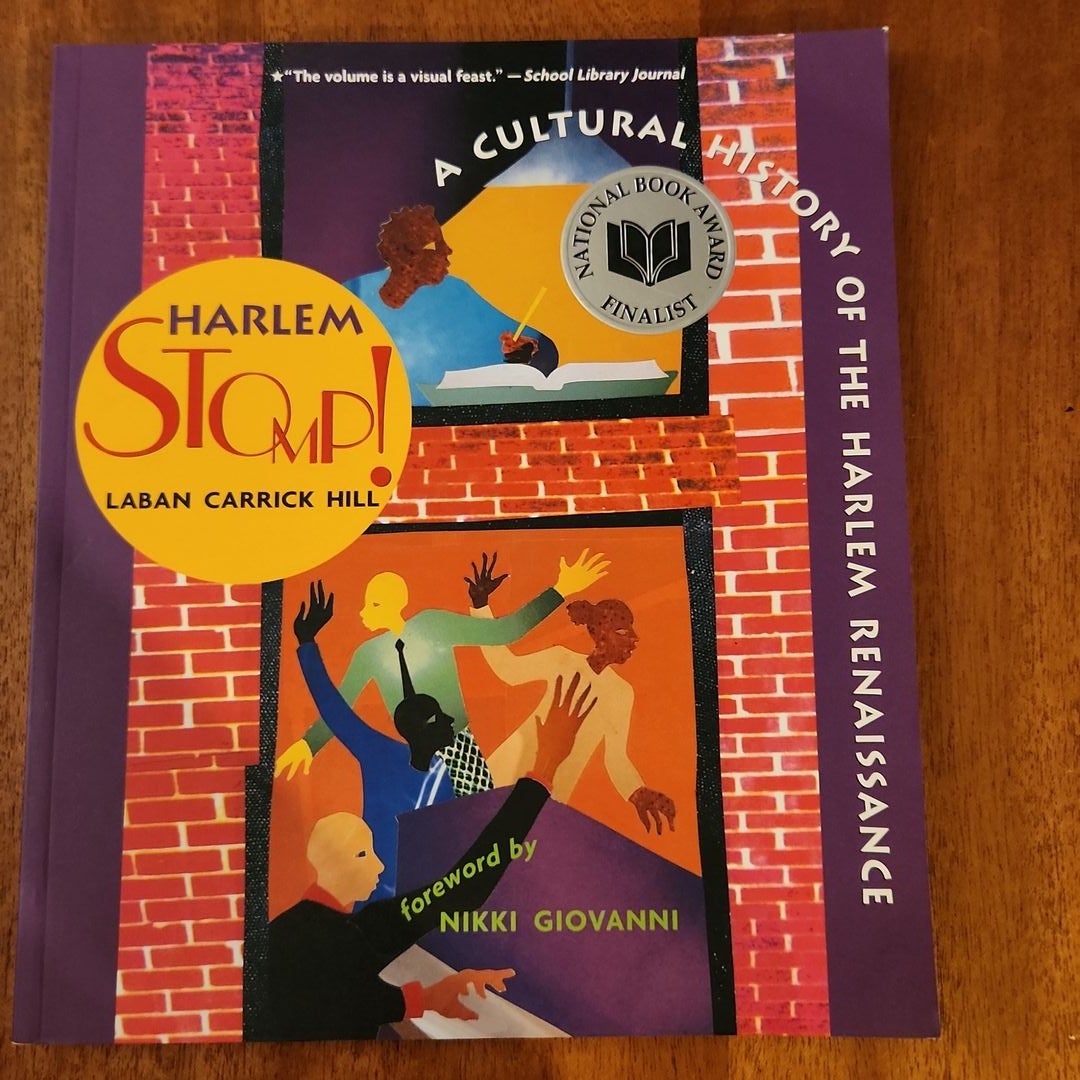 ★“The volume is a visual feast.” — School Library Journal
A CULTURAL HISTORY OF THE HARLEM RENAISSANCE
NATIONAL BOOK AWARD
FINALIST
HARLEM
STOMP!
LABAN CARRICK HILL
foreword by
NIKKI GIOVANNI